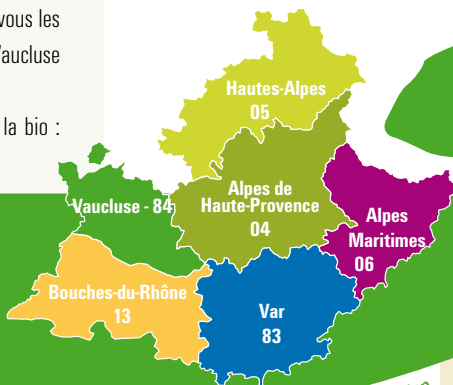 vous les
Vaucluse
la bio :
Hautes-Alpes
05
Alpes de
Haute-Provence
04
Vaucluse - 84
Alpes
Maritimes
06
Bouches-du-Rhône
13
Var
83